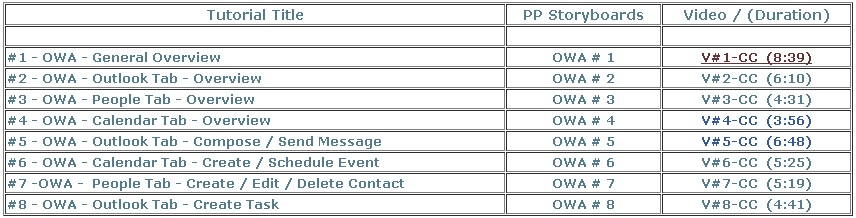 Tutorial Title PP Storyboards Video / (Duration)
#1 - OWA - General Overview OWA # 1 V#1-CC (8:39)
#2 - OWA - Outlook Tab - Overview OWA # 2 V#2-CC (6:10)
#3 - OWA - People Tab - Overview OWA # 3 V#3-CC (4:31)
#4 - OWA - Calendar Tab - Overview OWA # 4 V#4-CC (3:56)
#5 - OWA - Outlook Tab - Compose / Send Message OWA # 5 V#5-CC (6:48)
#6 - OWA - Calendar Tab - Create / Schedule Event OWA # 6 V#6-CC (5:25)
#7 -OWA - People Tab - Create / Edit / Delete Contact OWA # 7 V#7-CC (5:19)
#8 - OWA - Outlook Tab - Create Task OWA # 8 V#8-CC (4:41)